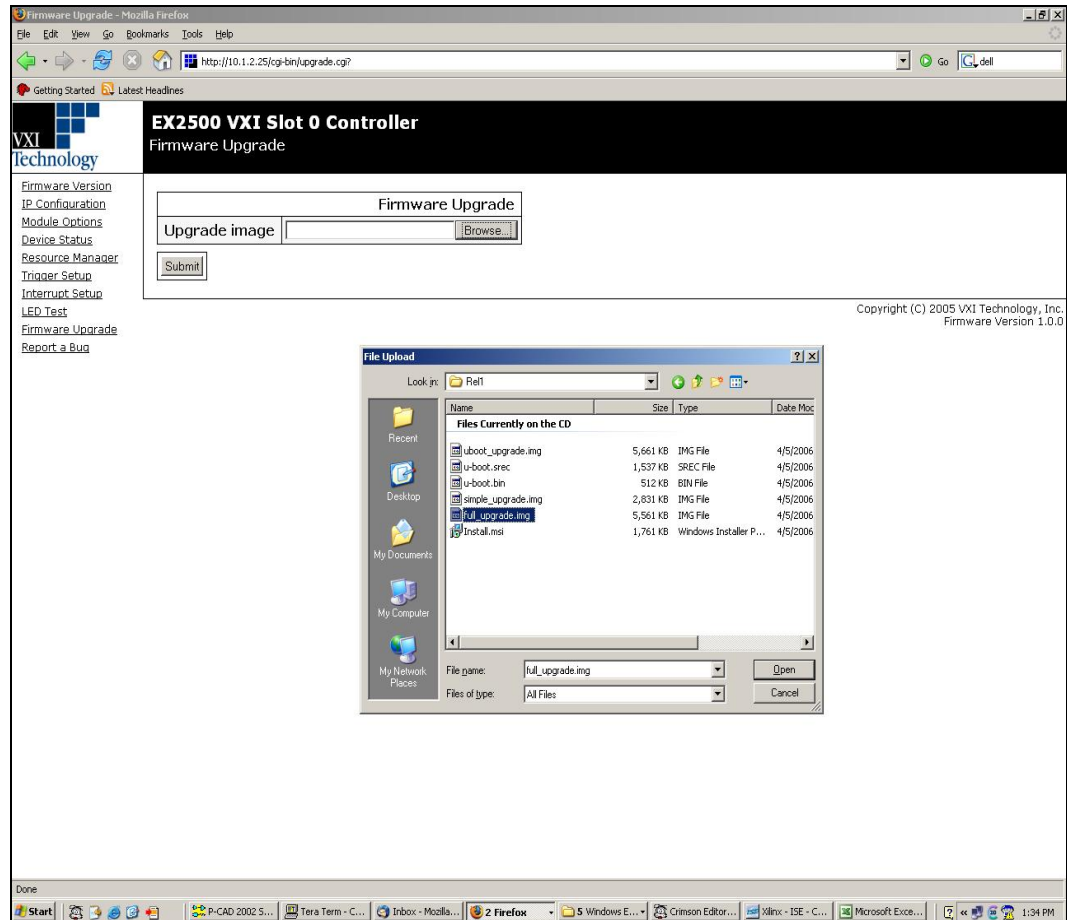 Firmware Upgrade - Mozilla Firefox
File Edit View Go Bookmarks Tools Help
http://10.1.2.25/cgi-bin/upgrade.cgi?
Go
dell
Getting Started Latest Headlines
VXI Technology
EX2500 VXI Slot 0 Controller
Firmware Upgrade
Firmware Version
IP Configuration
Module Options
Device Status
Resource Manager
Trigger Setup
Interrupt Setup
LED Test
Firmware Upgrade
Report a Bug
Firmware Upgrade
Upgrade image Browse...
Submit
Copyright (C) 2005 VXI Technology, Inc.
Firmware Version 1.0.0
File Upload
Look in: Rel1
Recent
Desktop
My Documents
My Computer
My Network Places
Name Size Type Date Moc
Files Currently on the CD
uboot_upgrade.img 5,661 KB IMG File 4/5/2006
u-boot.srec 1,537 KB SREC File 4/5/2006
u-boot.bin 512 KB BIN File 4/5/2006
simple_upgrade.img 2,831 KB IMG File 4/5/2006
full_upgrade.img 5,561 KB IMG File 4/5/2006
Install.msi 1,761 KB Windows Installer P... 4/5/2006
File name: full_upgrade.img Open
Files of type: All Files Cancel
Done
Start P-CAD 2002 S... Tera Term - C... Inbox - Mozilla... 2 Firefox 5 Windows E... Crimson Editor... Xilinx - ISE - C... Microsoft Exce... 1:34 PM